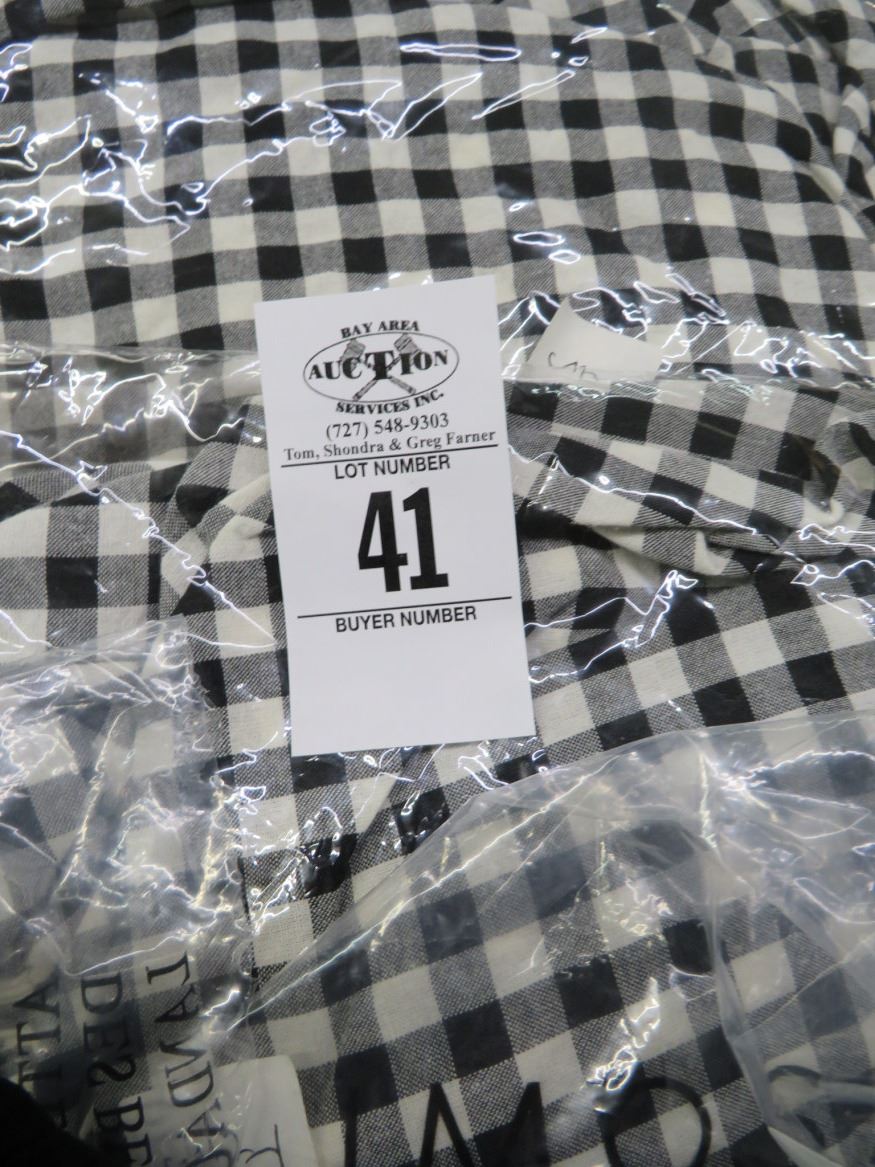 BAY AREA
AUCTION
SERVICES INC.
(727) 548-9303
Tom, Shondra & Greg Farner
LOT NUMBER
41
BUYER NUMBER